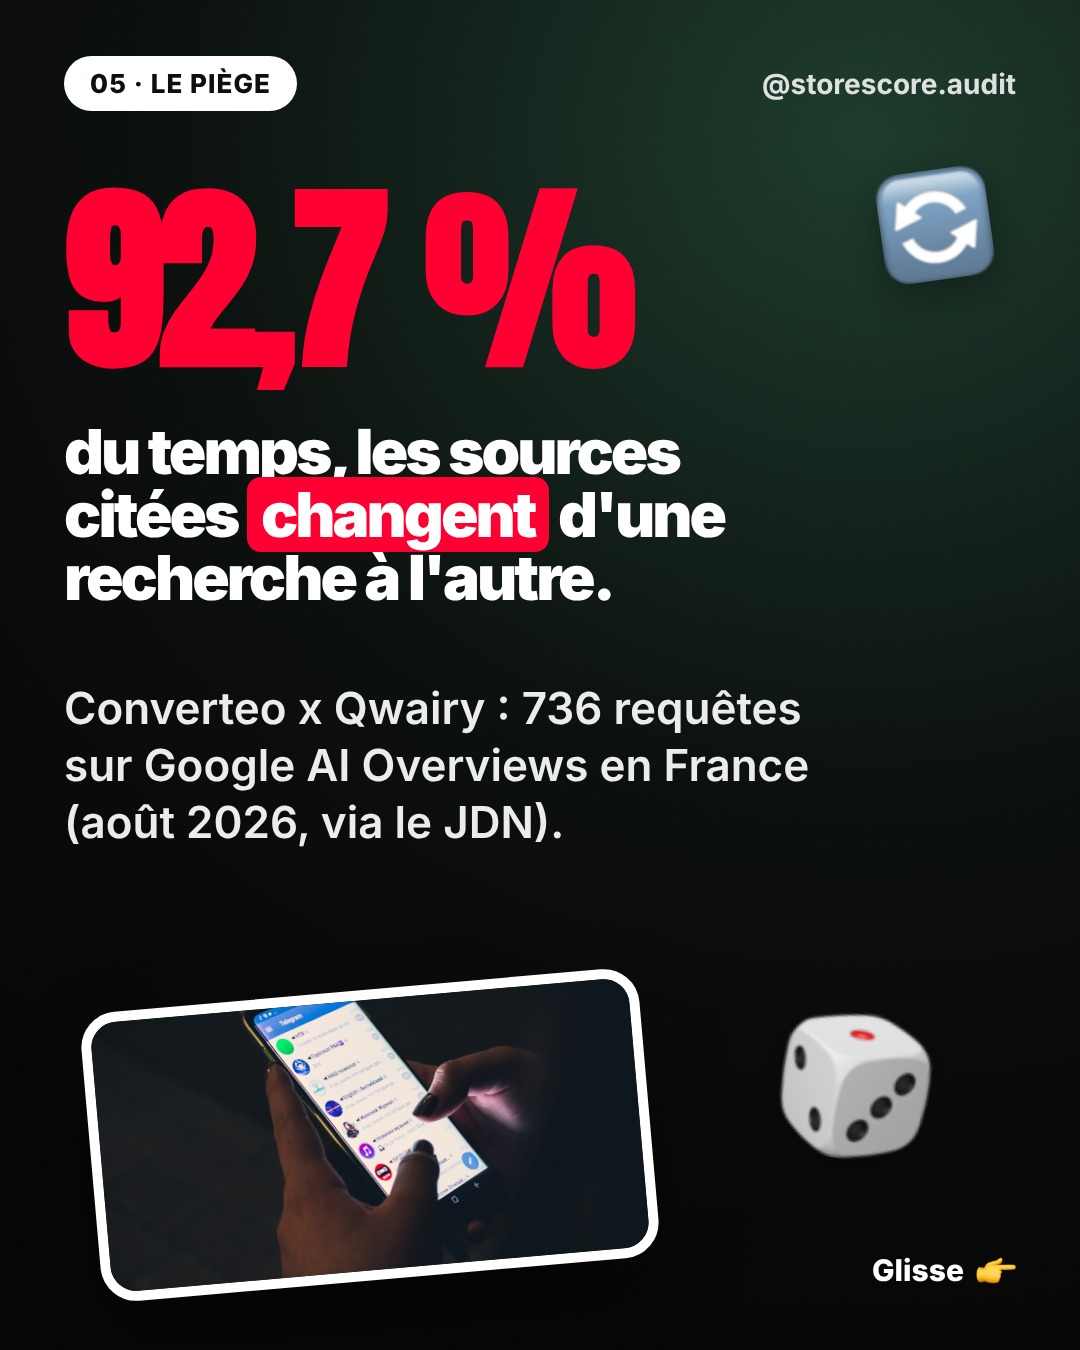 05 · LE PIÈGE
@storescore.audit
92,7 %
du temps, les sources
citées changent d'une
recherche à l'autre.
Converteo x Qwairy : 736 requêtes
sur Google AI Overviews en France
(août 2026, via le JDN).
Telegram
Glisse 👉